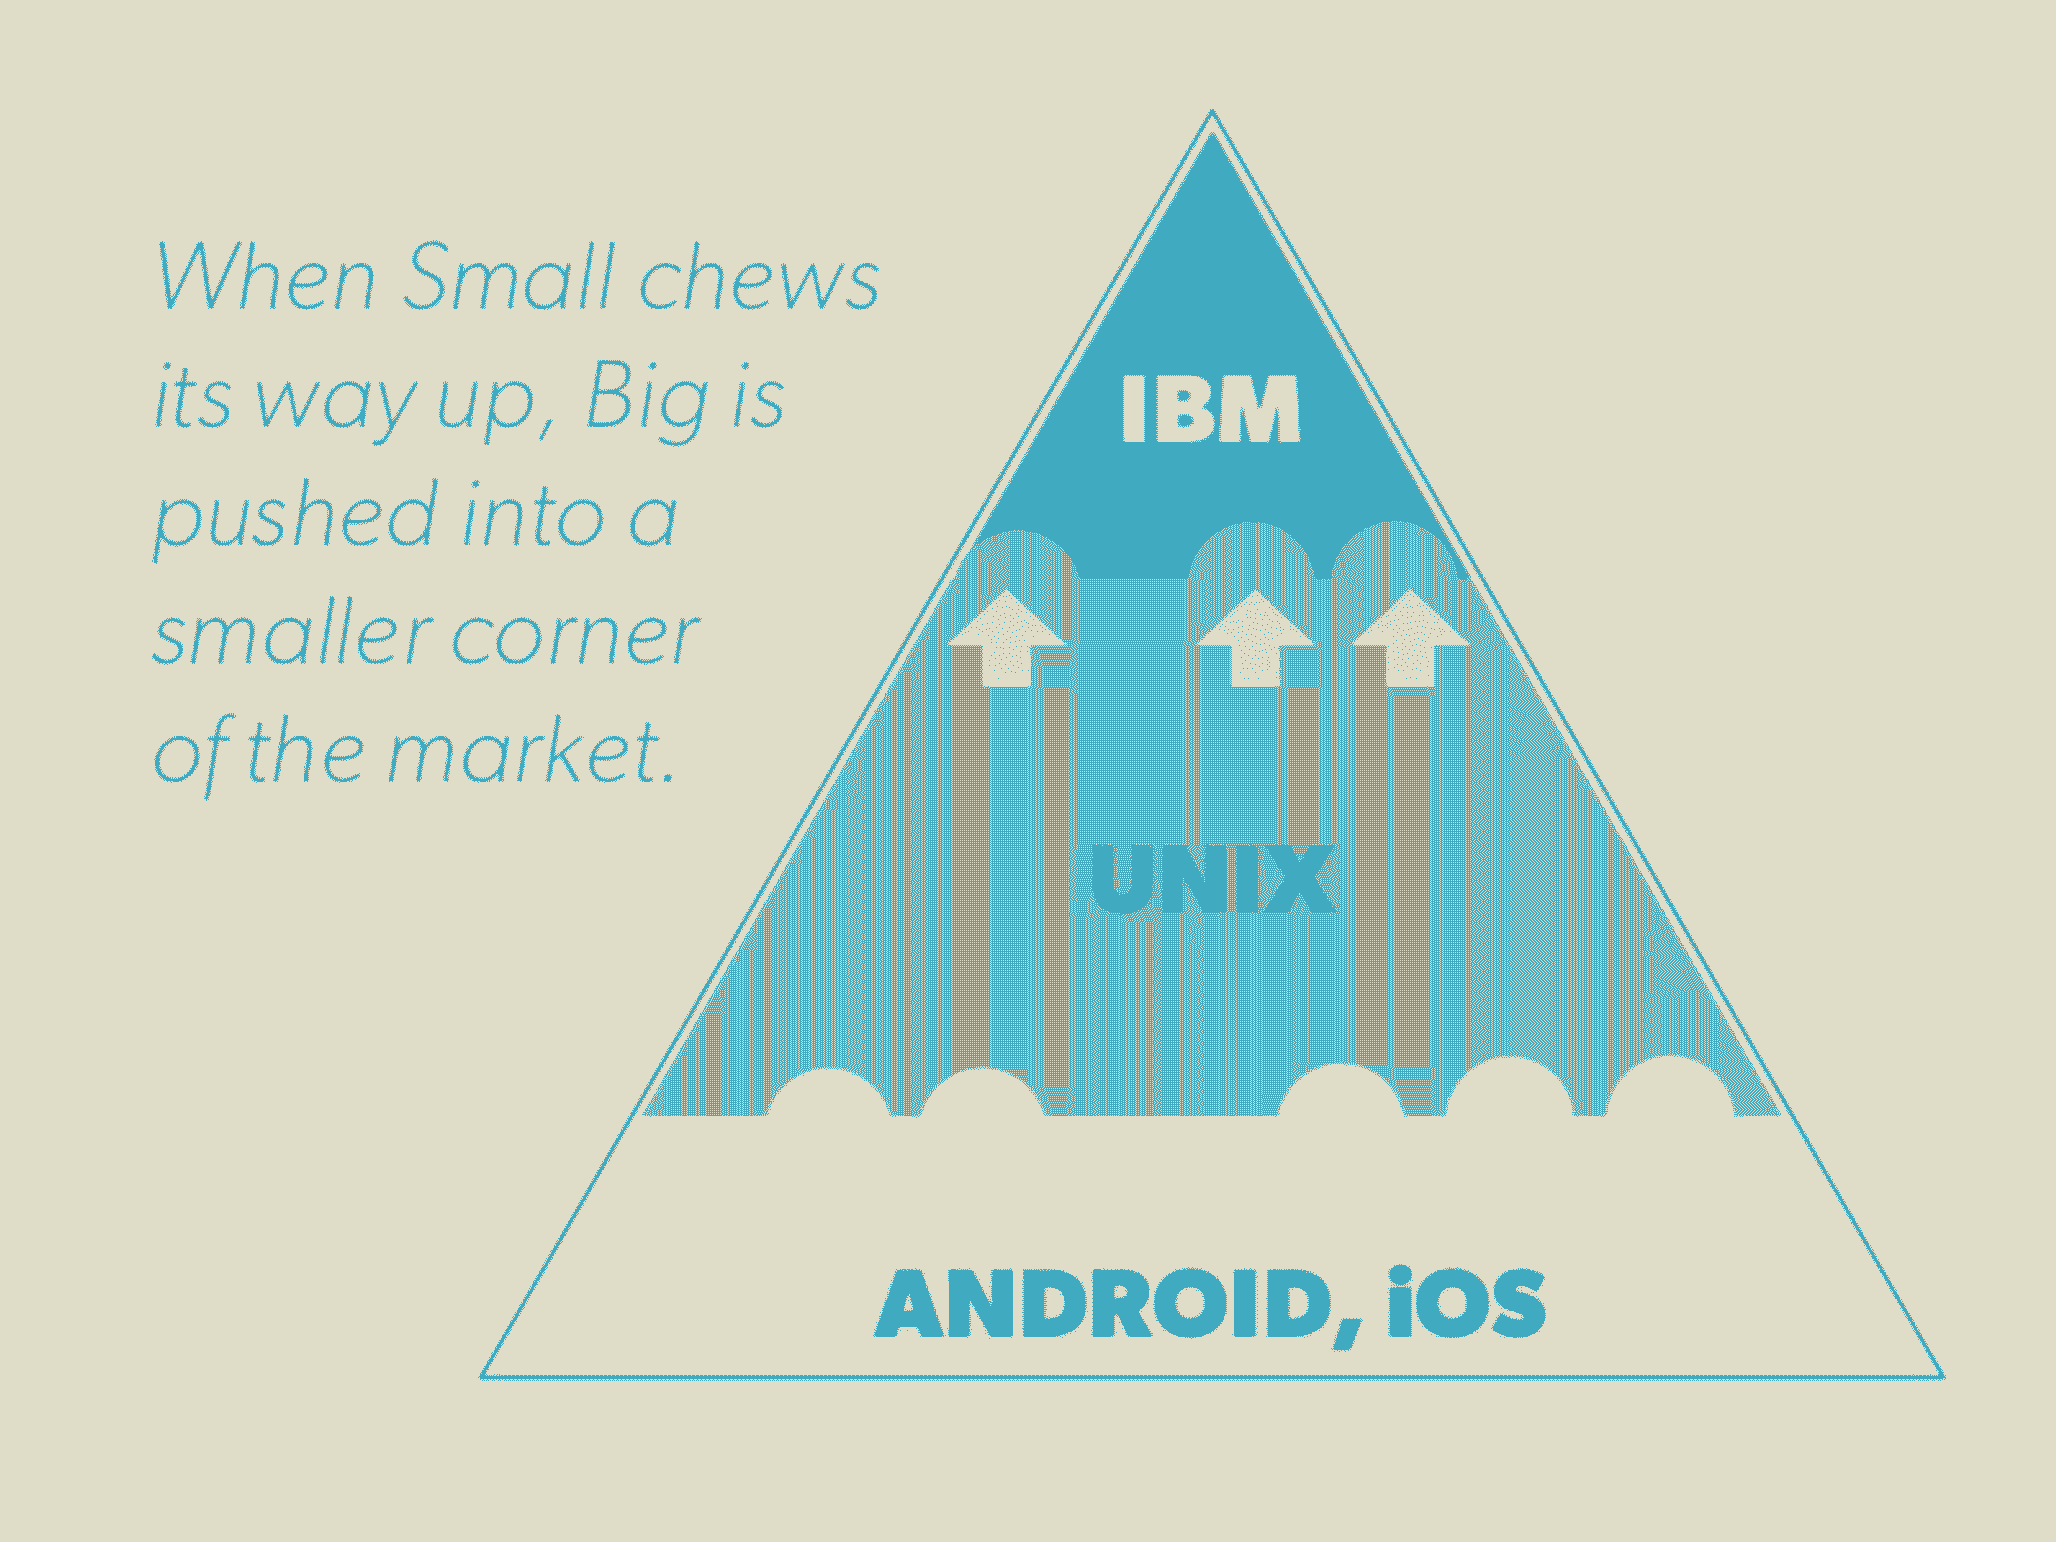 When Small chews
its way up, Big is
pushed into a
smaller corner
of the market.
IBM
UNIX
ANDROID, iOS